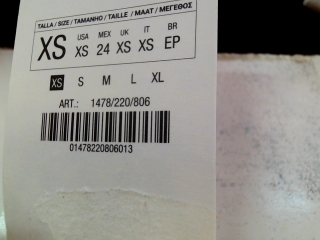 TALLA / SIZE / TAMANHO / TAILLE / MAAT / ΜΕΓΕΘΟΣ
XS USA XS MEX 24 UK XS IT XS BR EP
XS S M L XL
ART.: 1478/220/806
01478220806013